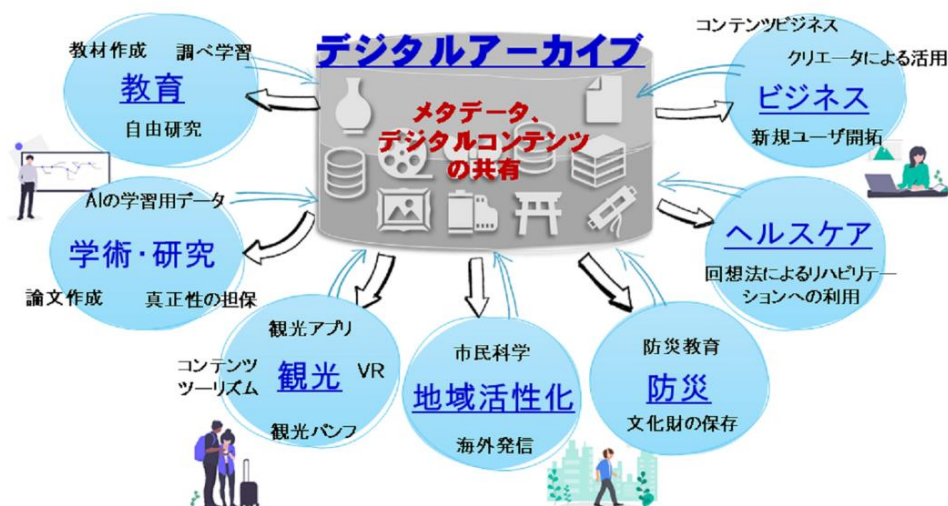 デジタルアーカイブ
メタデータ、
デジタルコンテンツ
の共有
教材作成 調べ学習
教育
自由研究
AIの学習用データ
学術・研究
論文作成 真正性の担保
観光アプリ
コンテンツ
ツーリズム
観光 VR
観光パンフ
市民科学
地域活性化
海外発信
防災教育
防災
文化財の保存
ヘルスケア
回想法によるリハビリテー
ションへの利用
コンテンツビジネス
クリエータによる活用
ビジネス
新規ユーザ開拓